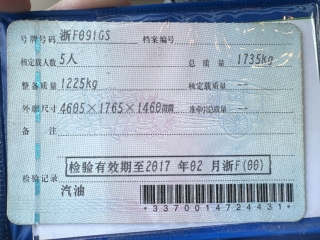 号牌号码 浙F091GS 档案编号
核定载人数 5人 总质量 1735kg
整备质量 1225kg 核定载质量 --
外廓尺寸 4605×1765×1460mm 准牵引总质量 --
备注
检验有效期至2017 年02 月浙F(00)
检验记录
汽油
*3370014724431*